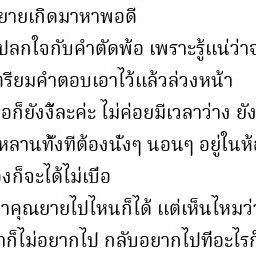 ยายเกิดมาหาพอดี
ปลกใจกับคำตัดพ้อ เพราะรู้แน่ว่า
ตรียมคำตอบเอาไว้แล้วล่วงหน้า
อก็ยังงี้ละค่ะ ไม่ค่อยมีเวลาว่าง ยัง
หลานทั้งทีต้องนั่งๆ นอนๆ อยู่ในห้
งก็จะได้ไม่เบื่อ
าคุณยายไปไหนก็ได้ แต่เห็นไหมว่
าก็ไม่อยากไป กลับอยากไปที่อะไรก็